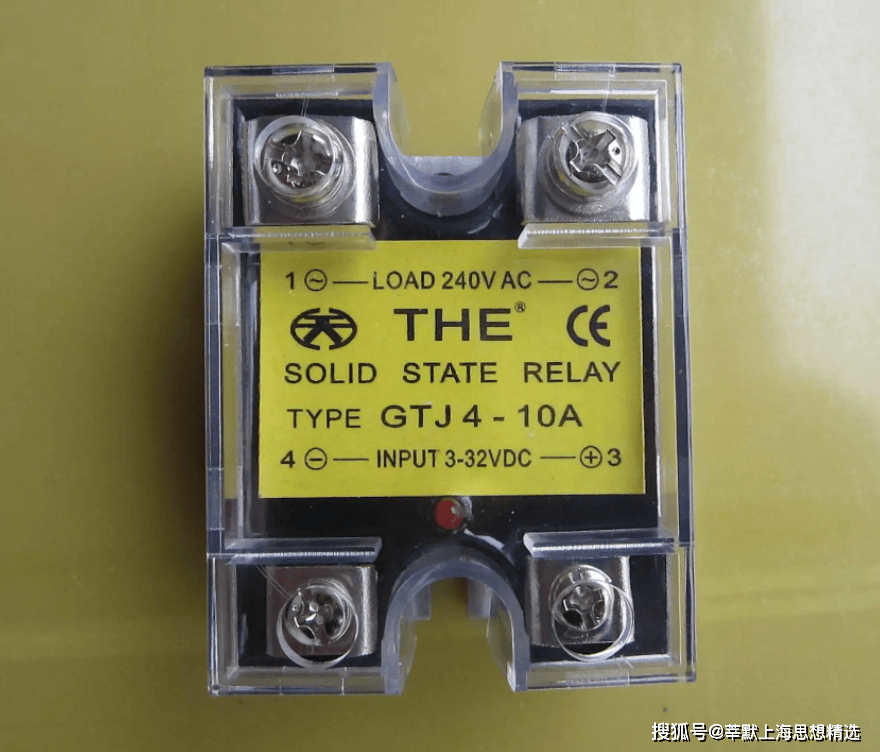 1 ~ — LOAD 240V AC — ~ 2
THE® CE
SOLID STATE RELAY
TYPE GTJ 4 - 10A
4 ⊖ — INPUT 3-32VDC — ⊕ 3
搜狐号@莘默上海思想精选